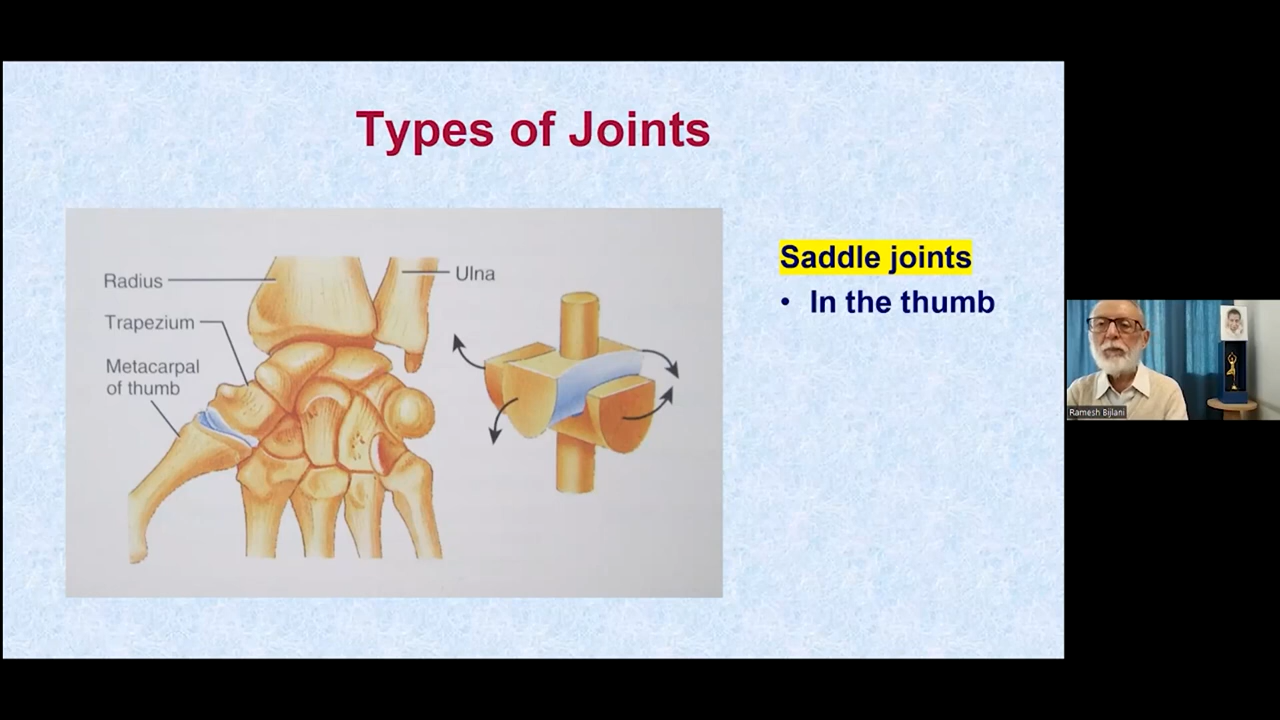 Types of Joints
Radius
Ulna
Trapezium
Metacarpal
of thumb
Saddle joints
• In the thumb
Ramesh Bijlani